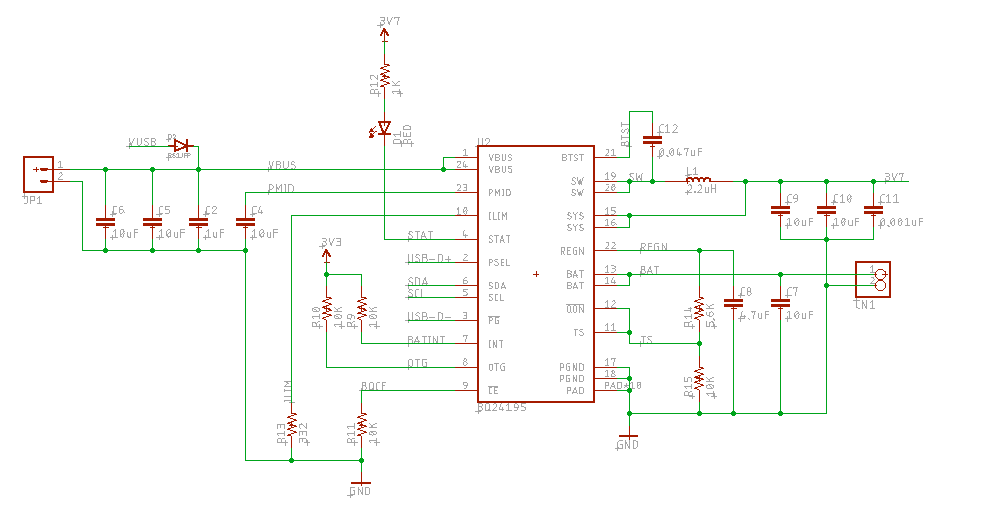 3V7
R12
1K
D1
RED
VUSB
JP1
1
2
VBUS
PMID
C6
10uF
C5
10uF
C2
1uF
C4
10uF
3V3
R10
10K
R9
10K
STAT
USB-D+
SDA
SCL
USB-D-
BATINT
OTG
BQCE
ILIM
R13
332
R11
10K
GND
U2
1 VBUS
24 VBUS
23 PMID
10 ILIM
4 STAT
2 PSEL
6 SDA
5 SCL
3 PG
7 INT
8 OTG
9 CE
BQ24195
BTST 21
SW 19
SW 20
SYS 15
SYS 16
REGN 22
BAT 13
BAT 14
QON 12
TS 11
PGND 17
PGND 18
PAD PAD*18
BTST
C12
0.047uF
SW
L1
2.2uH
3V7
C9
10uF
C10
10uF
C11
0.001uF
REGN
BAT
1
2
CN1
C8
4.7uF
C7
10uF
R14
5.6K
TS
R15
10K
GND